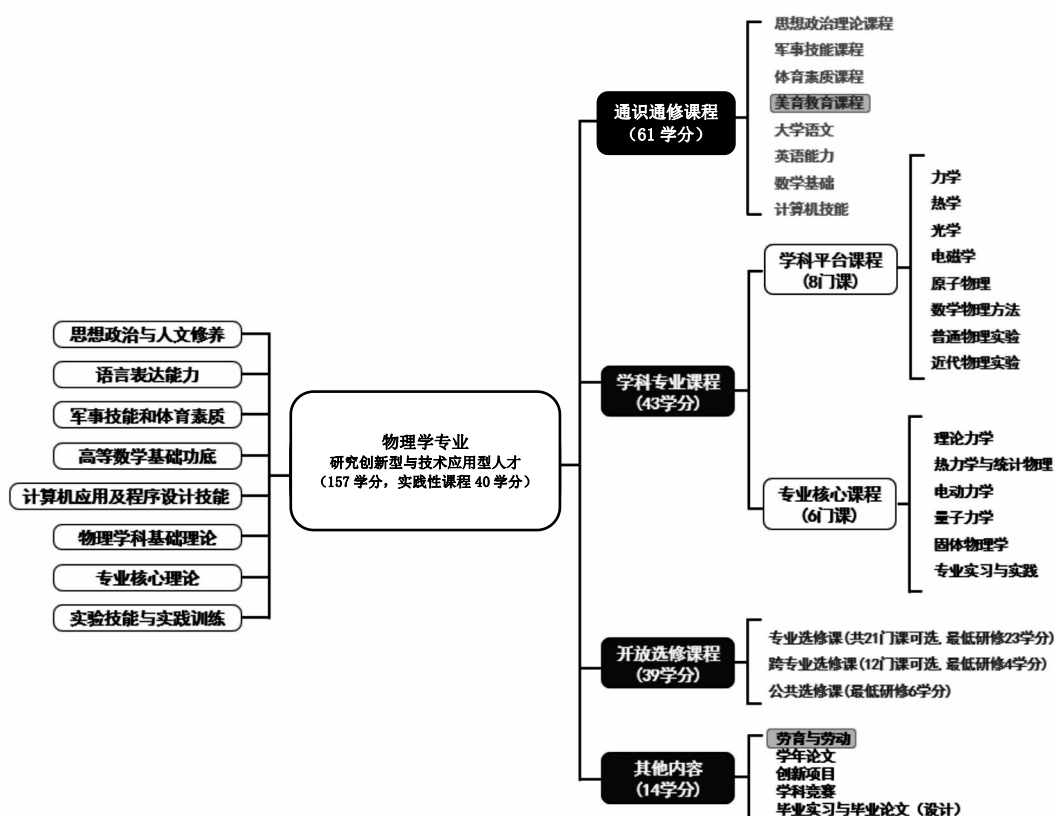 思想政治与人文修养
语言表达能力
军事技能和体育素质
高等数学基础功底
计算机应用及程序设计技能
物理学科基础理论
专业核心理论
实验技能与实践训练
物理学专业
研究创新型与技术应用型人才
（157 学分，实践性课程 40 学分）
通识通修课程
（61 学分）
思想政治理论课程
军事技能课程
体育素质课程
美育教育课程
大学语文
英语能力
数学基础
计算机技能
学科专业课程
(43学分)
学科平台课程
(8门课)
力学
热学
光学
电磁学
原子物理
数学物理方法
普通物理实验
近代物理实验
专业核心课程
(6门课)
理论力学
热力学与统计物理
电动力学
量子力学
固体物理学
专业实习与实践
开放选修课程
(39学分)
专业选修课(共21门课可选, 最低研修23学分)
跨专业选修课(12门课可选, 最低研修4学分)
公共选修课(最低研修6学分)
其他内容
(14学分)
劳育与劳动
学年论文
创新项目
学科竞赛
毕业实习与毕业论文（设计）